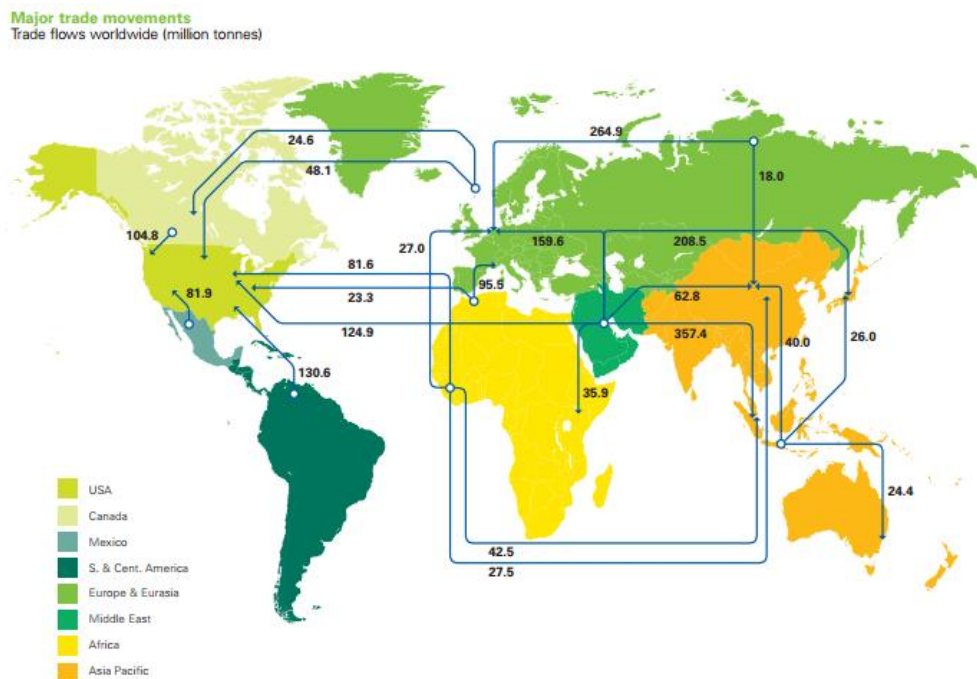 Major trade movements
Trade flows worldwide (million tonnes)
24.6
264.9
48.1
18.0
104.8
27.0
159.6
208.5
81.6
81.9
95.5
62.8
23.3
124.9
357.4
40.0
26.0
130.6
35.9
24.4
42.5
27.5
USA
Canada
Mexico
S. & Cent. America
Europe & Eurasia
Middle East
Africa
Asia Pacific